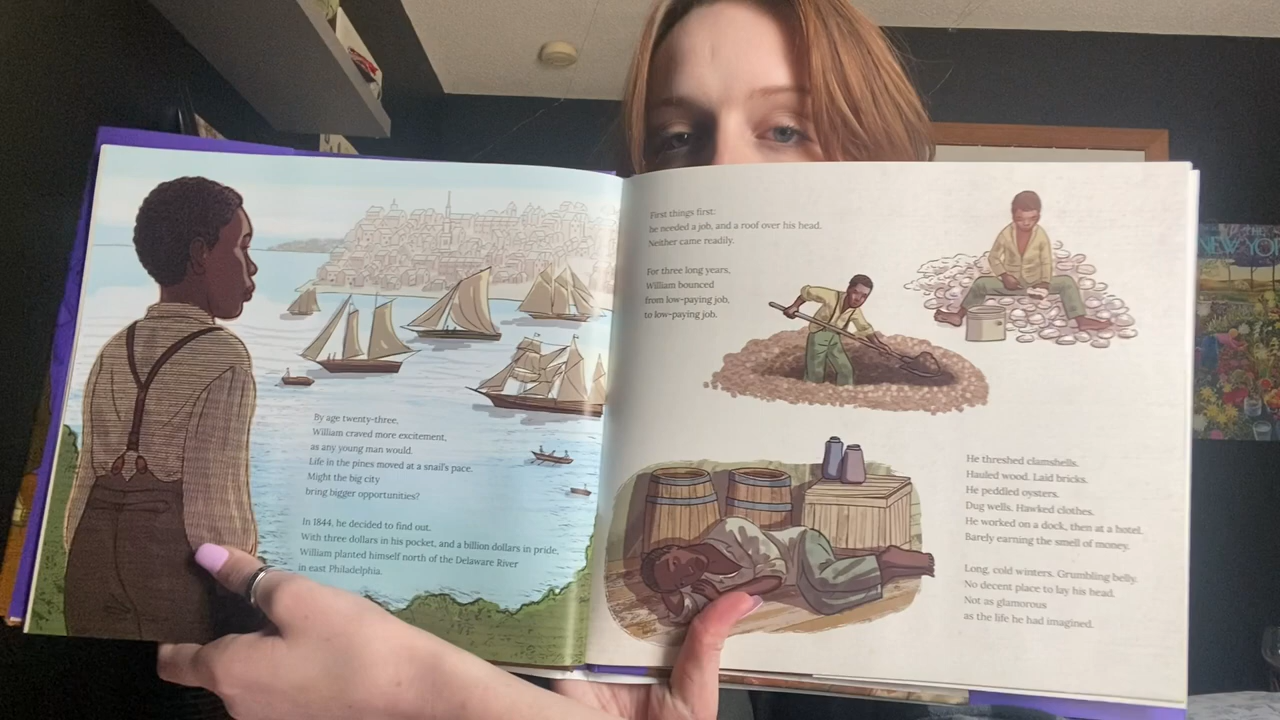 By age twenty-three,
William craved more excitement,
as any young man would.
Life in the pines moved at a snail's pace.
Might the big city
bring bigger opportunities?
In 1844, he decided to find out.
With three dollars in his pocket, and a billion dollars in pride,
William planted himself north of the Delaware River
in east Philadelphia.
First things first:
he needed a job, and a roof over his head.
Neither came readily.
For three long years,
William bounced
from low-paying job,
to low-paying job.
He threshed clamshells.
Hauled wood. Laid bricks.
He peddled oysters.
Dug wells. Hawked clothes.
He worked on a dock, then at a hotel.
Barely earning the smell of money.
Long, cold winters. Grumbling belly.
No decent place to lay his head.
Not as glamorous
as the life he had imagined.
THE
NEW YO